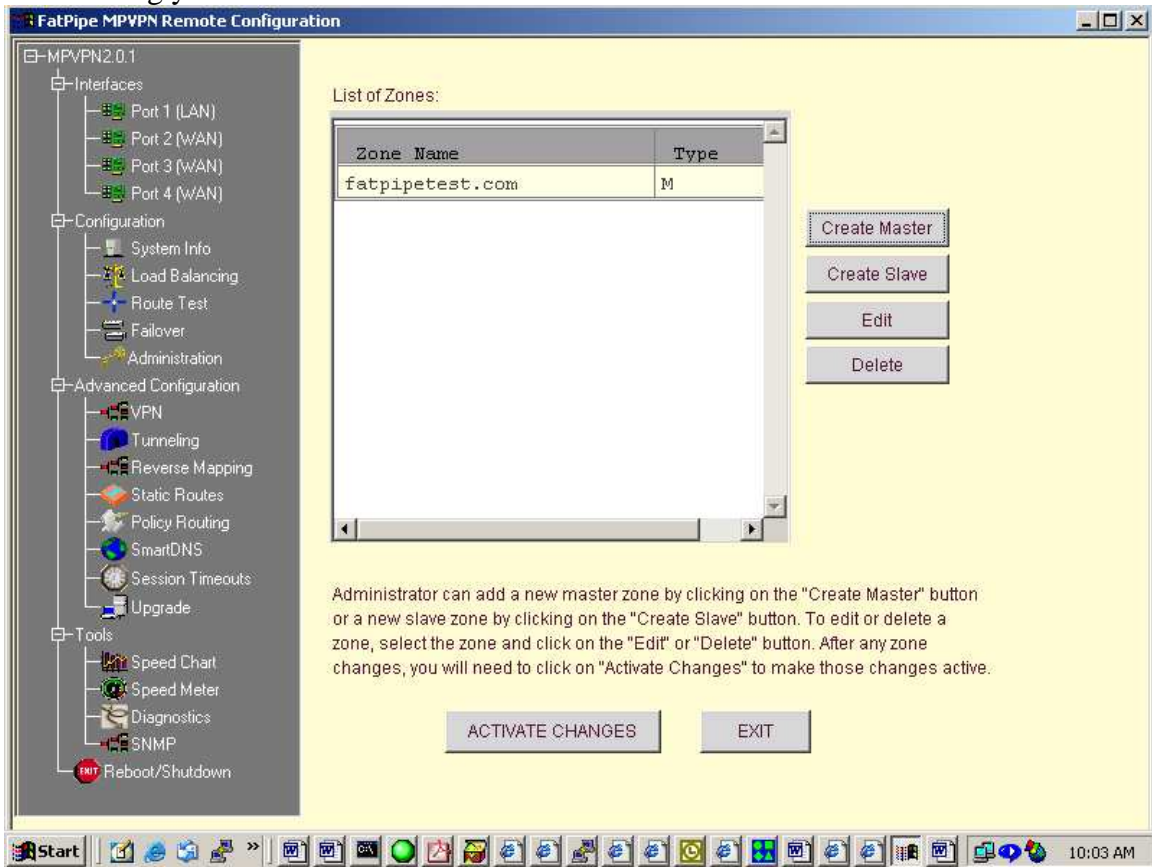 FatPipe MPVPN Remote Configuration
MPVPN2.0.1
Interfaces
Port 1 (LAN)
Port 2 (WAN)
Port 3 (WAN)
Port 4 (WAN)
Configuration
System Info
Load Balancing
Route Test
Failover
Administration
Advanced Configuration
VPN
Tunneling
Reverse Mapping
Static Routes
Policy Routing
SmartDNS
Session Timeouts
Upgrade
Tools
Speed Chart
Speed Meter
Diagnostics
SNMP
EXIT Reboot/Shutdown
List of Zones:
Zone Name Type
fatpipetest.com M
Create Master
Create Slave
Edit
Delete
Administrator can add a new master zone by clicking on the "Create Master" button
or a new slave zone by clicking on the "Create Slave" button. To edit or delete a
zone, select the zone and click on the "Edit" or "Delete" button. After any zone
changes, you will need to click on "Activate Changes" to make those changes active.
ACTIVATE CHANGES EXIT
Start » 10:03 AM